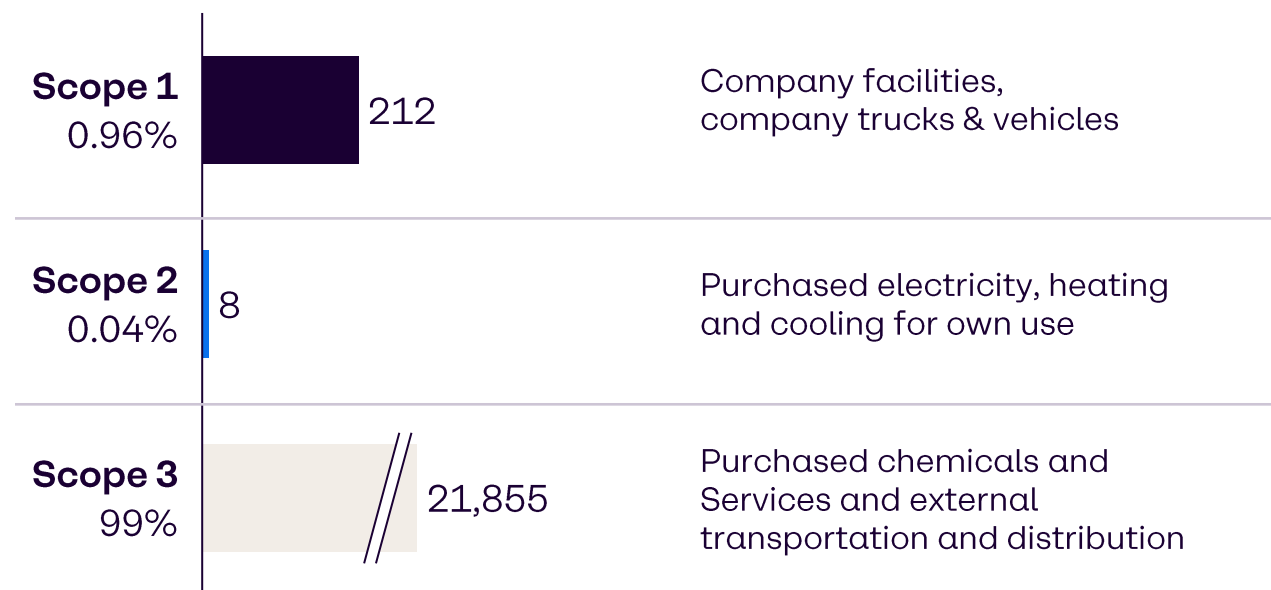 Scope 1
0.96%
212
Company facilities,
company trucks & vehicles
Scope 2
0.04%
8
Purchased electricity, heating
and cooling for own use
Scope 3
99%
21,855
Purchased chemicals and
Services and external
transportation and distribution